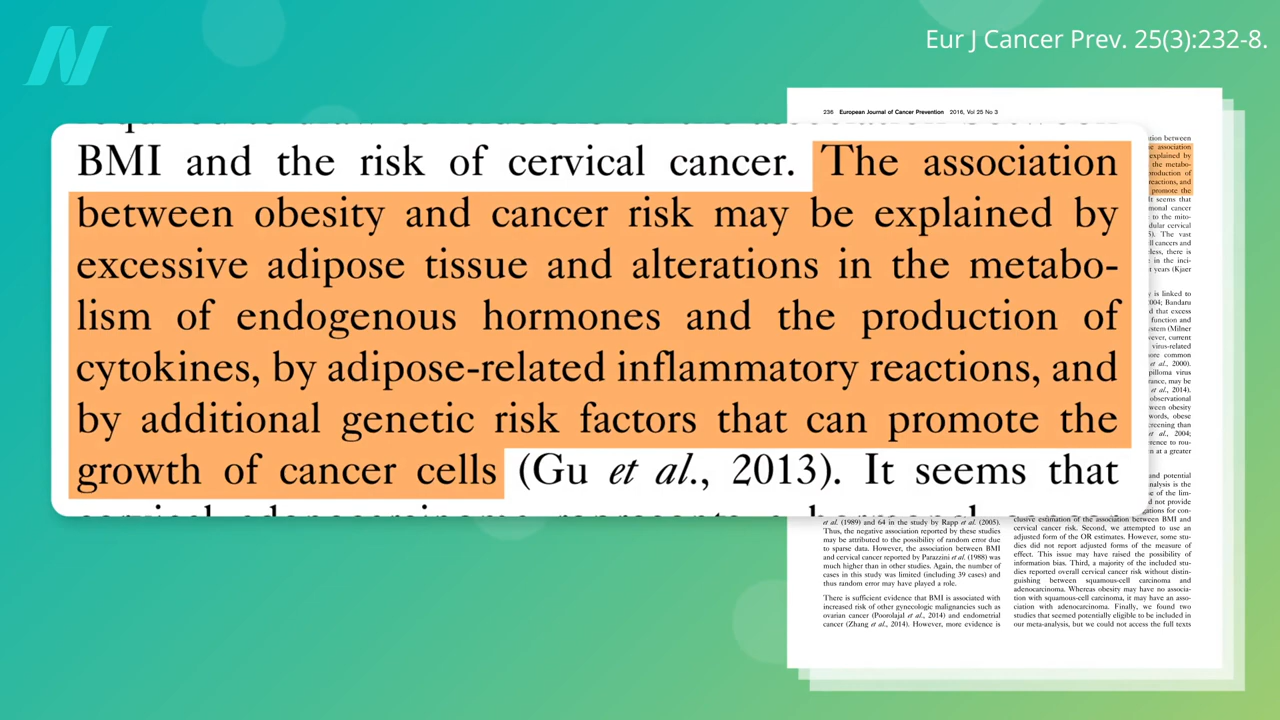 Eur J Cancer Prev. 25(3):232-8.
BMI and the risk of cervical cancer. The association
between obesity and cancer risk may be explained by
excessive adipose tissue and alterations in the metabo-
lism of endogenous hormones and the production of
cytokines, by adipose-related inflammatory reactions, and
by additional genetic risk factors that can promote the
growth of cancer cells (Gu et al., 2013). It seems that
236 European Journal of Cancer Prevention 2016, Vol 25 No 3
et al. (1989) and 64 in the study by Rapp et al. (2005).
Thus, the negative association reported by these studies
may be attributed to the possibility of random error due
to sparse data. However, the association between BMI
and cervical cancer reported by Parazzini et al. (1988) was
much higher than in other studies. Again, the number of
cases in this study was limited (including 39 cases) and
thus random error may have played a role.
There is sufficient evidence that BMI is associated with
increased risk of other gynecologic malignancies such as
ovarian cancer (Poorolajal et al., 2014) and endometrial
cancer (Zhang et al., 2014). However, more evidence is
clusive estimation of the association between BMI and
cervical cancer risk. Second, we attempted to use an
adjusted form of the OR estimates. However, some stu-
dies did not report adjusted forms of the measure of
effect. This issue may have raised the possibility of
information bias. Third, a majority of the included stu-
dies reported overall cervical cancer risk without distin-
guishing between squamous-cell carcinoma and
adenocarcinoma. Whereas obesity may have no associa-
tion with squamous-cell carcinoma, it may have an asso-
ciation with adenocarcinoma. Finally, we found two
studies that seemed potentially eligible to be included in
our meta-analysis, but we could not access the full texts